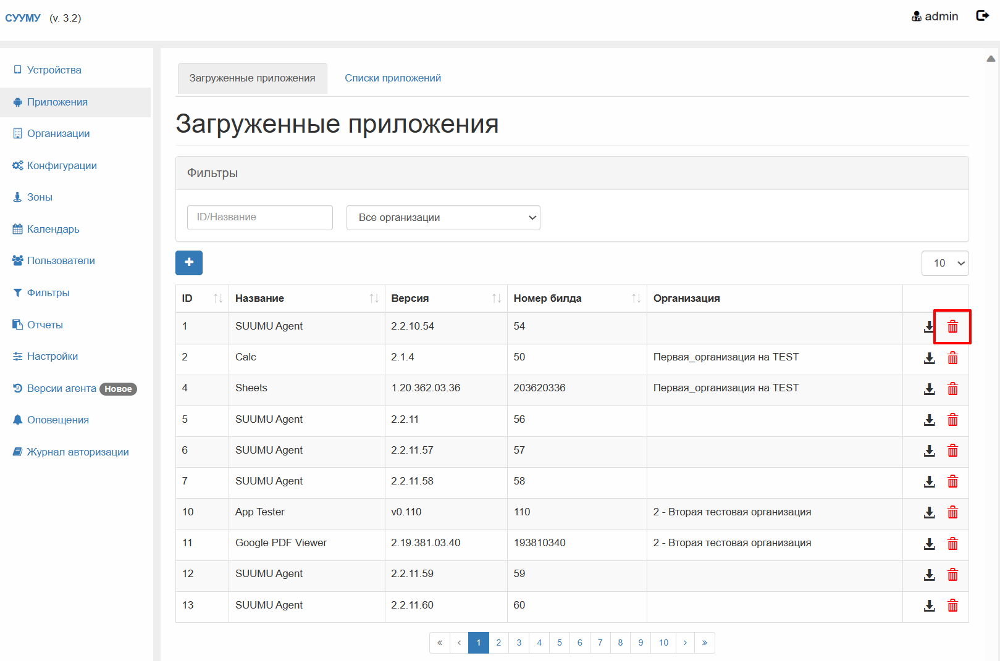 СУУМУ (v. 3.2)
admin
Устройства
Приложения
Организации
Конфигурации
Зоны
Календарь
Пользователи
Фильтры
Отчеты
Настройки
Версии агента Новое
Оповещения
Журнал авторизации
Загруженные приложения Списки приложений
Загруженные приложения
Фильтры
ID/Название Все организации
+ 10
ID Название Версия Номер билда Организация
1 SUUMU Agent 2.2.10.54 54
2 Calc 2.1.4 50 Первая_организация на TEST
4 Sheets 1.20.362.03.36 203620336 Первая_организация на TEST
5 SUUMU Agent 2.2.11 56
6 SUUMU Agent 2.2.11.57 57
7 SUUMU Agent 2.2.11.58 58
10 App Tester v0.110 110 2 - Вторая тестовая организация
11 Google PDF Viewer 2.19.381.03.40 193810340 2 - Вторая тестовая организация
12 SUUMU Agent 2.2.11.59 59
13 SUUMU Agent 2.2.11.60 60
« ‹ 1 2 3 4 5 6 7 8 9 10 › »